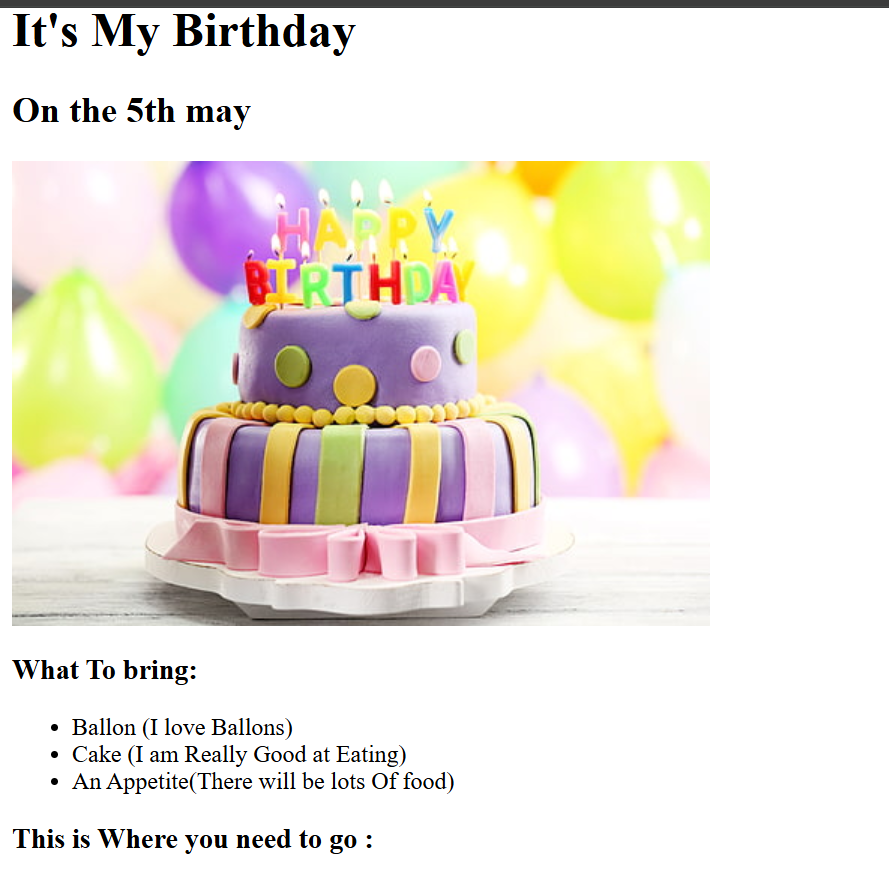 It's My Birthday
On the 5th may
HAPPY
BIRTHDAY
What To bring:
Ballon (I love Ballons)
Cake (I am Really Good at Eating)
An Appetite(There will be lots Of food)
This is Where you need to go :